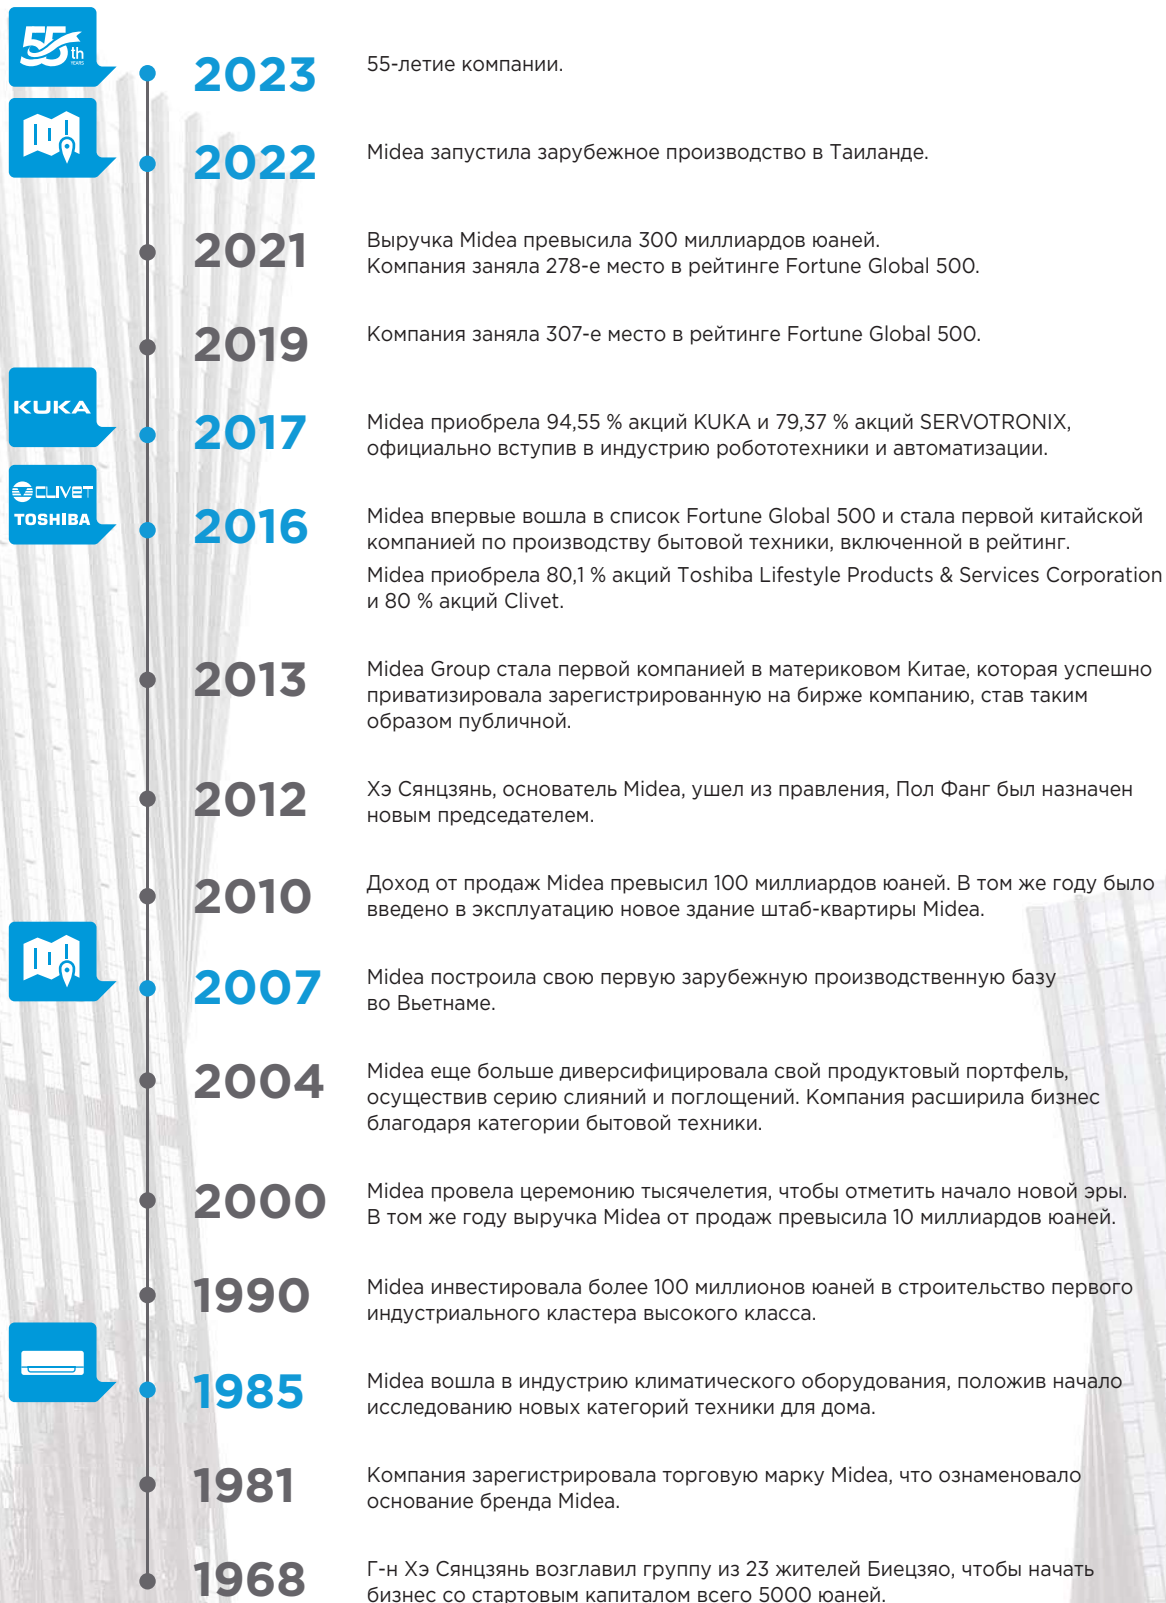 55th
YEARS
2023
55-летие компании.
2022
Midea запустила зарубежное производство в Таиланде.
2021
Выручка Midea превысила 300 миллиардов юаней.
Компания заняла 278-е место в рейтинге Fortune Global 500.
2019
Компания заняла 307-е место в рейтинге Fortune Global 500.
KUKA
2017
Midea приобрела 94,55 % акций KUKA и 79,37 % акций SERVOTRONIX,
официально вступив в индустрию робототехники и автоматизации.
CLIVET
TOSHIBA
2016
Midea впервые вошла в список Fortune Global 500 и стала первой китайской
компанией по производству бытовой техники, включенной в рейтинг.
Midea приобрела 80,1 % акций Toshiba Lifestyle Products & Services Corporation
и 80 % акций Clivet.
2013
Midea Group стала первой компанией в материковом Китае, которая успешно
приватизировала зарегистрированную на бирже компанию, став таким
образом публичной.
2012
Хэ Сянцзянь, основатель Midea, ушел из правления, Пол Фанг был назначен
новым председателем.
2010
Доход от продаж Midea превысил 100 миллиардов юаней. В том же году было
введено в эксплуатацию новое здание штаб-квартиры Midea.
2007
Midea построила свою первую зарубежную производственную базу
во Вьетнаме.
2004
Midea еще больше диверсифицировала свой продуктовый портфель,
осуществив серию слияний и поглощений. Компания расширила бизнес
благодаря категории бытовой техники.
2000
Midea провела церемонию тысячелетия, чтобы отметить начало новой эры.
В том же году выручка Midea от продаж превысила 10 миллиардов юаней.
1990
Midea инвестировала более 100 миллионов юаней в строительство первого
индустриального кластера высокого класса.
1985
Midea вошла в индустрию климатического оборудования, положив начало
исследованию новых категорий техники для дома.
1981
Компания зарегистрировала торговую марку Midea, что ознаменовало
основание бренда Midea.
1968
Г-н Хэ Сянцзянь возглавил группу из 23 жителей Биецзяо, чтобы начать
бизнес со стартовым капиталом всего 5000 юаней.